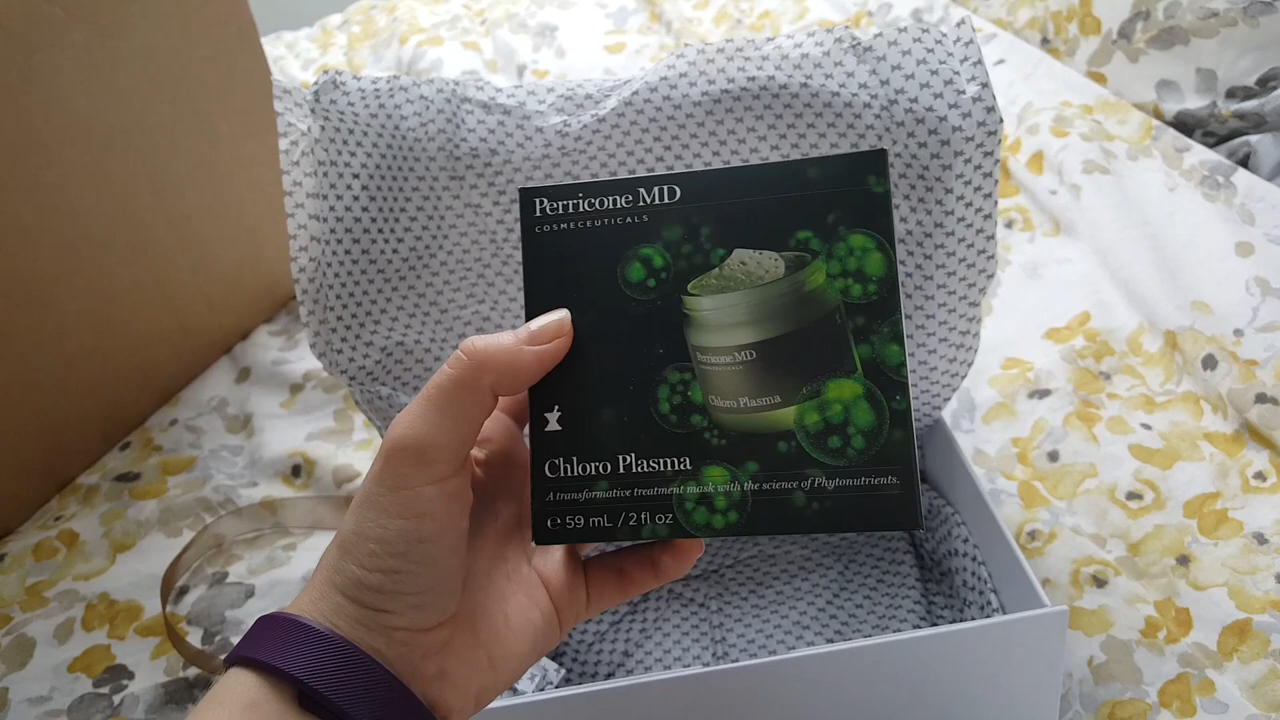 Perricone MD
COSMECEUTICALS
Perricone MD
COSMECEUTICALS
Chloro Plasma
Chloro Plasma
A transformative treatment mask with the science of Phytonutrients.
℮ 59 mL / 2 fl oz